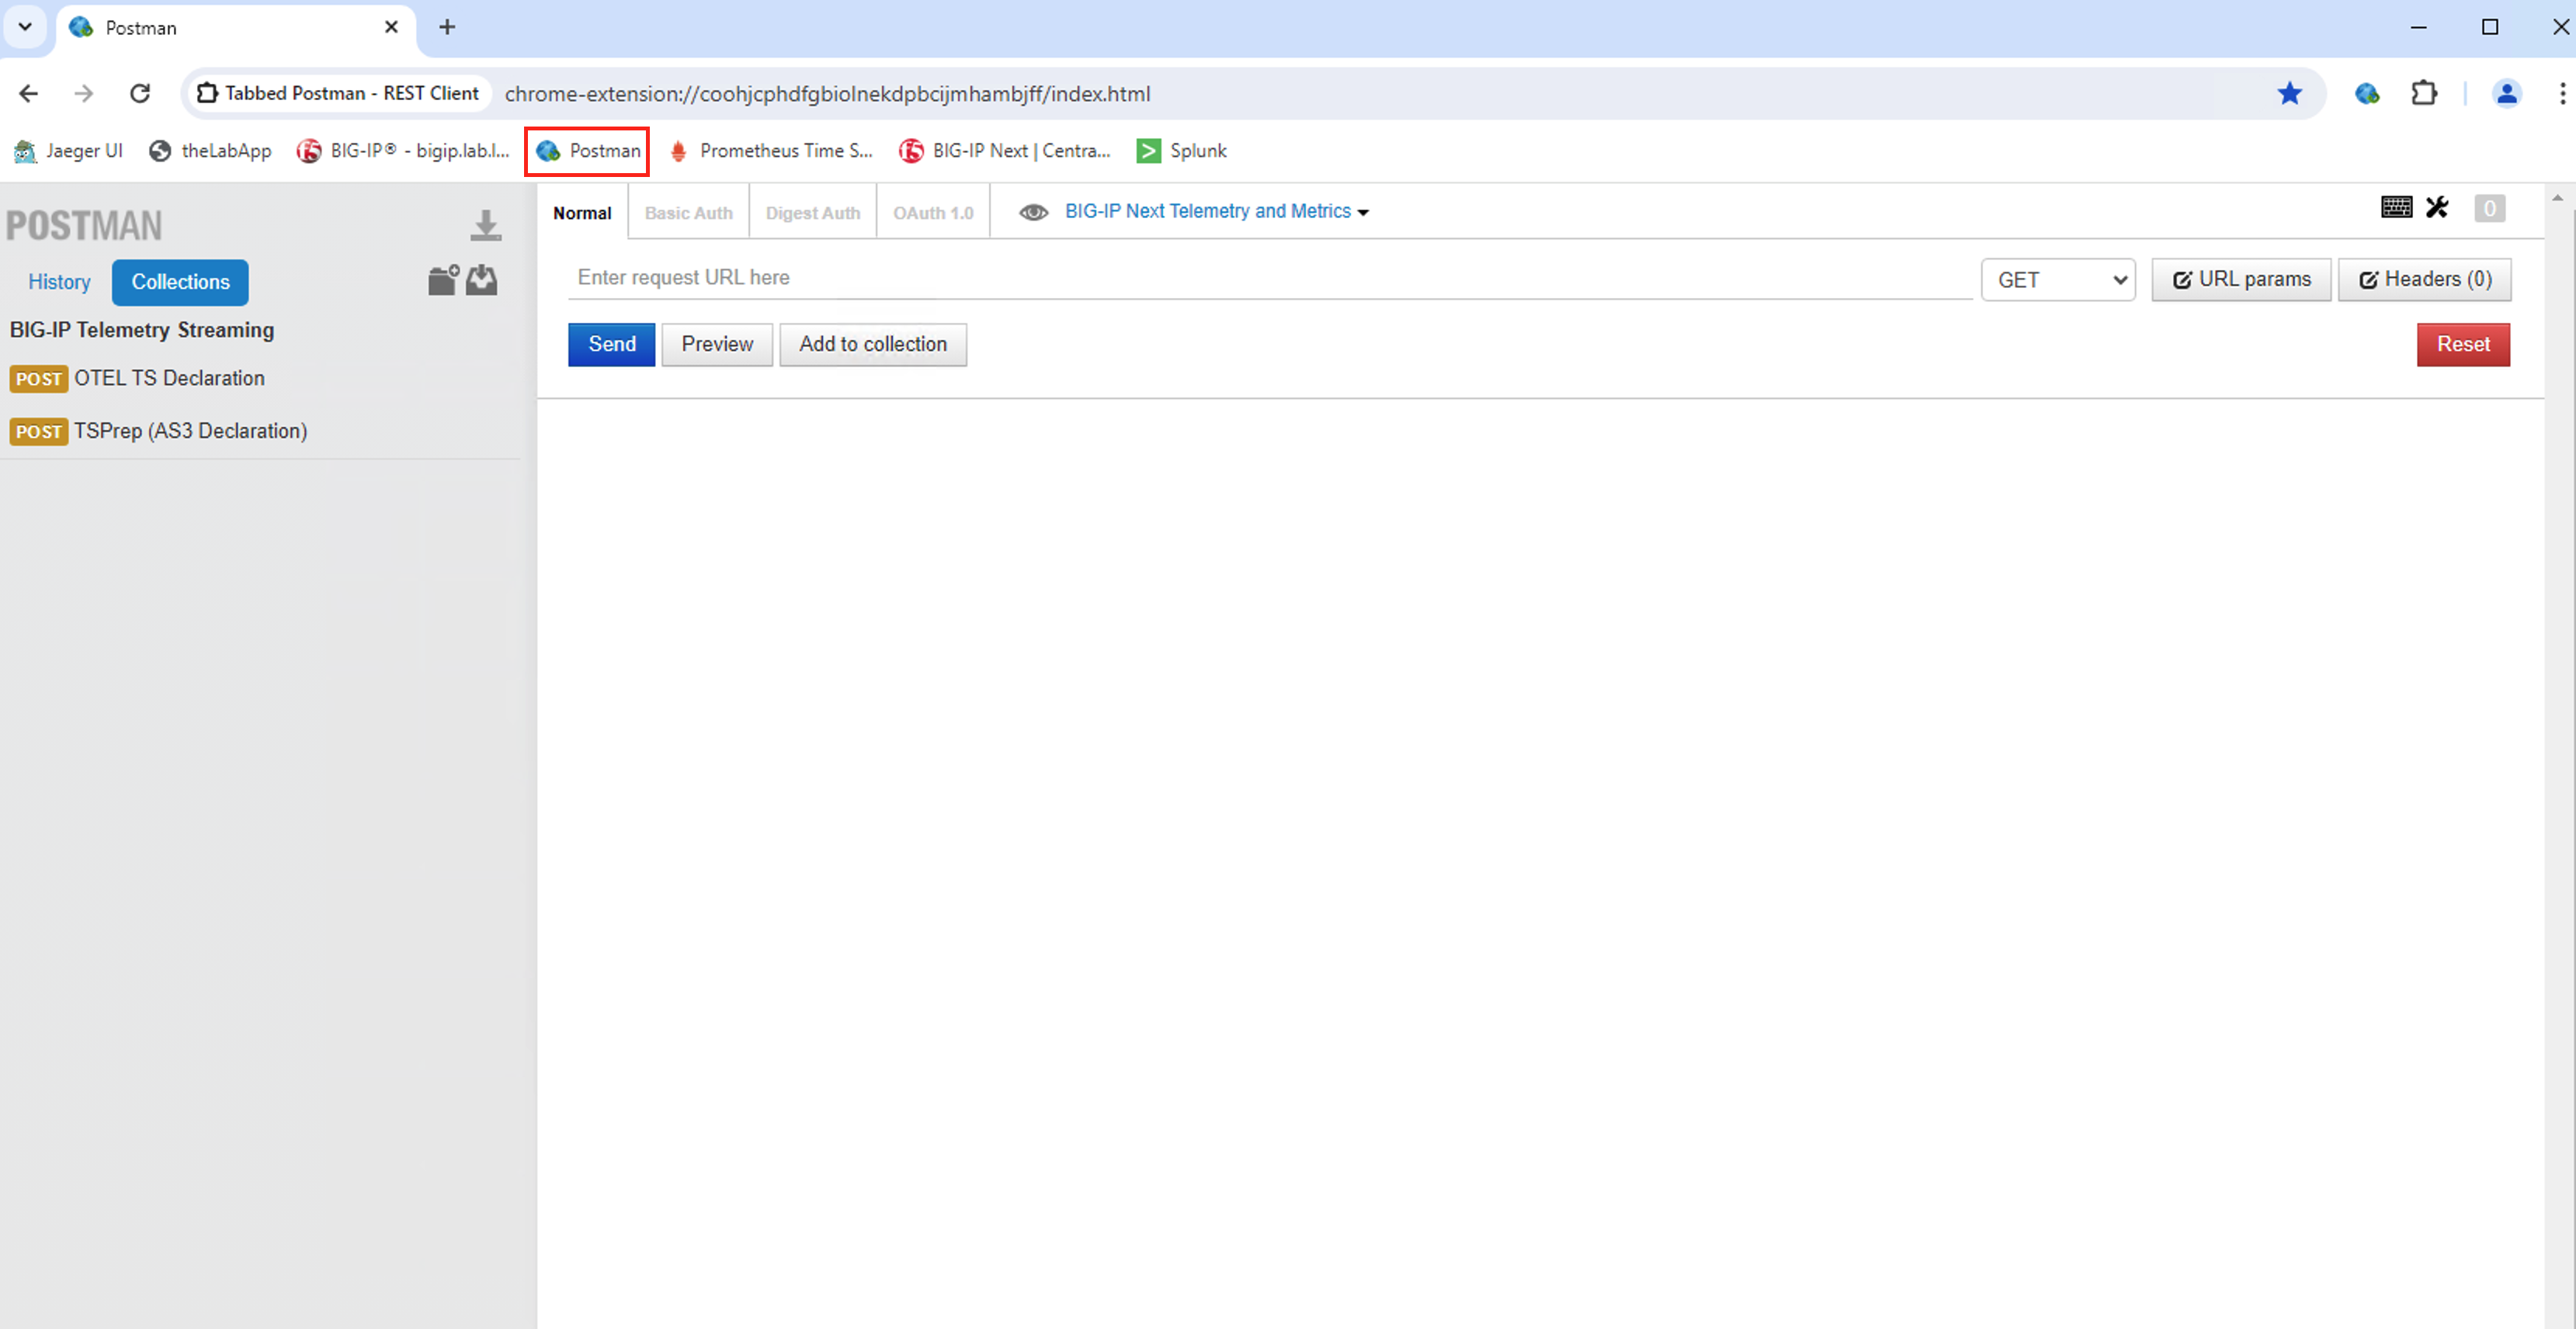 Postman
Tabbed Postman - REST Client chrome-extension://coohjcphdfgbiolnekdpbcijmhambjff/index.html
Jaeger UI theLabApp BIG-IP® - bigip.lab.l... Postman Prometheus Time S... BIG-IP Next | Centra... Splunk
POSTMAN
History Collections
BIG-IP Telemetry Streaming
POST OTEL TS Declaration
POST TSPrep (AS3 Declaration)
Normal Basic Auth Digest Auth OAuth 1.0 BIG-IP Next Telemetry and Metrics 0
Enter request URL here GET URL params Headers (0)
Send Preview Add to collection Reset